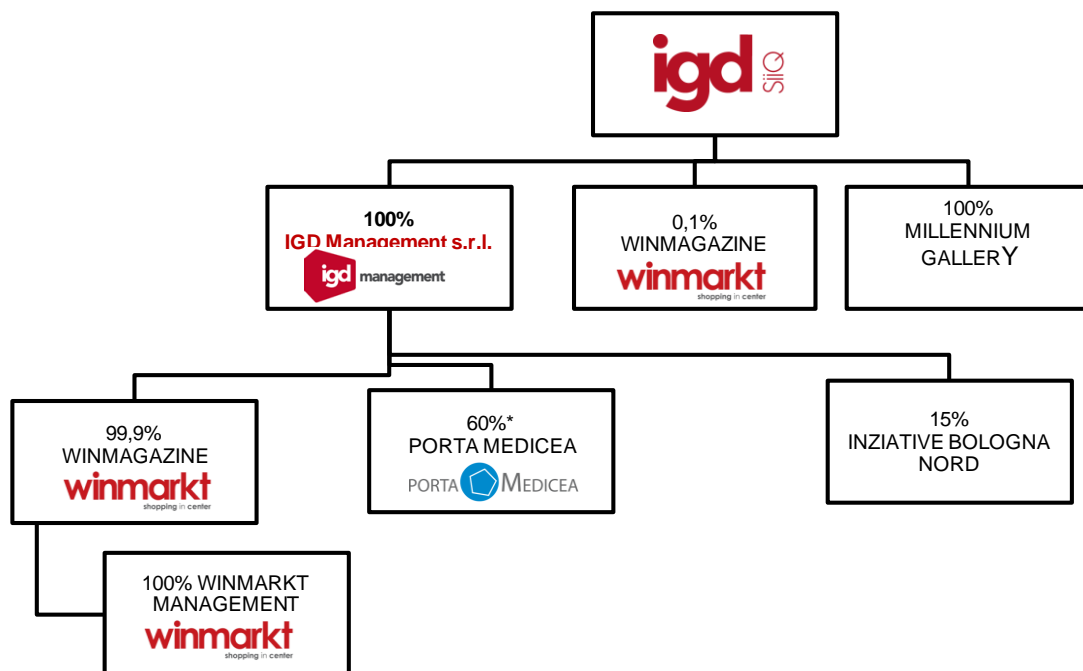 igd SIIQ
100%
IGD Management s.r.l.
igd management
0,1%
WINMAGAZINE
winmarkt
shopping in center
100%
MILLENNIUM
GALLERY
99,9%
WINMAGAZINE
winmarkt
shopping in center
60%*
PORTA MEDICEA
PORTA MEDICEA
15%
INZIATIVE BOLOGNA
NORD
100% WINMARKT
MANAGEMENT
winmarkt
shopping in center